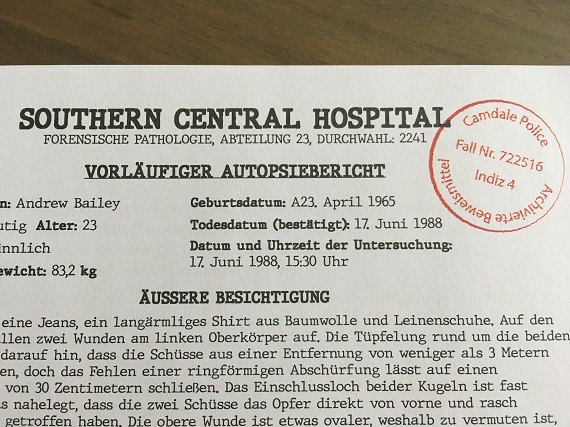 SOUTHERN CENTRAL HOSPITAL
FORENSISCHE PATHOLOGIE, ABTEILUNG 23, DURCHWAHL: 2241
Camdale Police
Fall Nr. 722516
Indiz 4
Archivierte Beweismittel
VORLÄUFIGER AUTOPSIEBERICHT
n: Andrew Bailey Geburtsdatum: A23. April 1965
utig Alter: 23 Todesdatum (bestätigt): 17. Juni 1988
innlich Datum und Uhrzeit der Untersuchung:
ewicht: 83,2 kg 17. Juni 1988, 15:30 Uhr
ÄUSSERE BESICHTIGUNG
eine Jeans, ein langärmliges Shirt aus Baumwolle und Leinenschuhe. Auf den
llen zwei Wunden am linken Oberkörper auf. Die Tüpfelung rund um die beiden
darauf hin, dass die Schüsse aus einer Entfernung von weniger als 3 Metern
en, doch das Fehlen einer ringförmigen Abschürfung lässt auf einen
von 30 Zentimetern schließen. Das Einschlussloch beider Kugeln ist fast
s nahelegt, dass die zwei Schüsse das Opfer direkt von vorne und rasch
getroffen haben. Die obere Wunde ist etwas ovaler, weshalb zu vermuten ist,